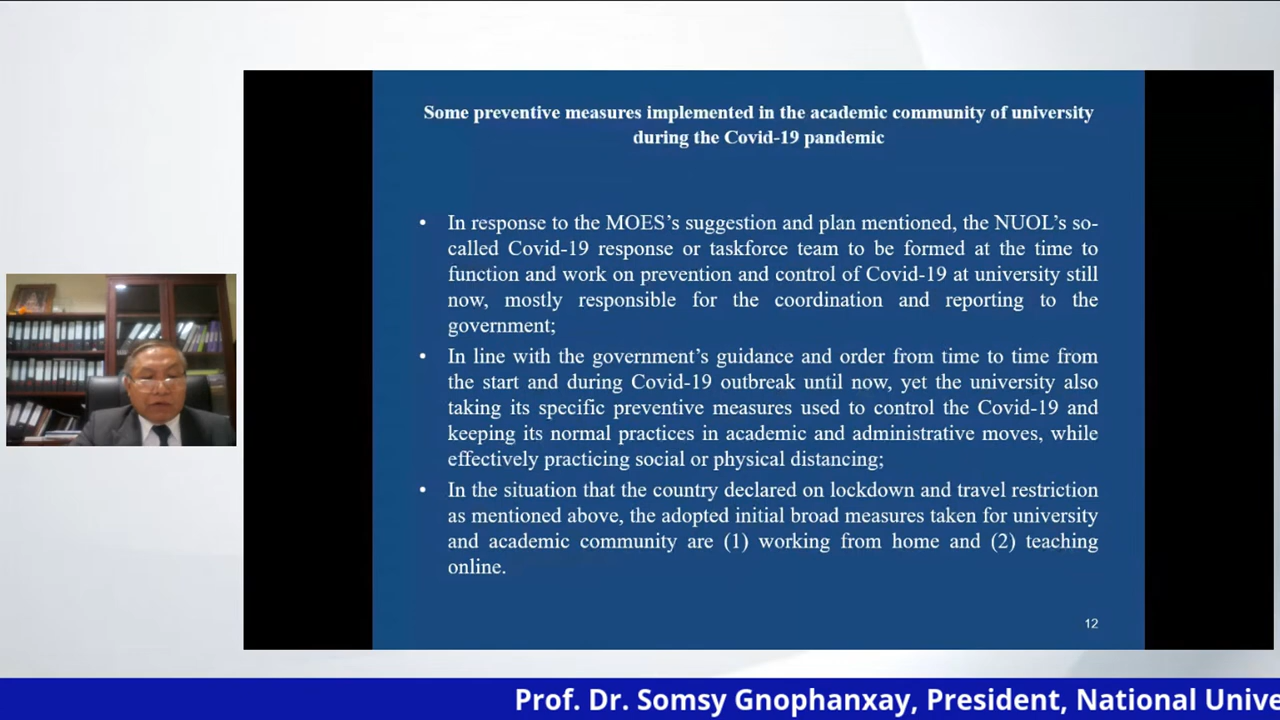 Some preventive measures implemented in the academic community of university
during the Covid-19 pandemic
• In response to the MOES’s suggestion and plan mentioned, the NUOL’s so-
called Covid-19 response or taskforce team to be formed at the time to
function and work on prevention and control of Covid-19 at university still
now, mostly responsible for the coordination and reporting to the
government;
• In line with the government’s guidance and order from time to time from
the start and during Covid-19 outbreak until now, yet the university also
taking its specific preventive measures used to control the Covid-19 and
keeping its normal practices in academic and administrative moves, while
effectively practicing social or physical distancing;
• In the situation that the country declared on lockdown and travel restriction
as mentioned above, the adopted initial broad measures taken for university
and academic community are (1) working from home and (2) teaching
online.
12
Prof. Dr. Somsy Gnophanxay, President, National Unive